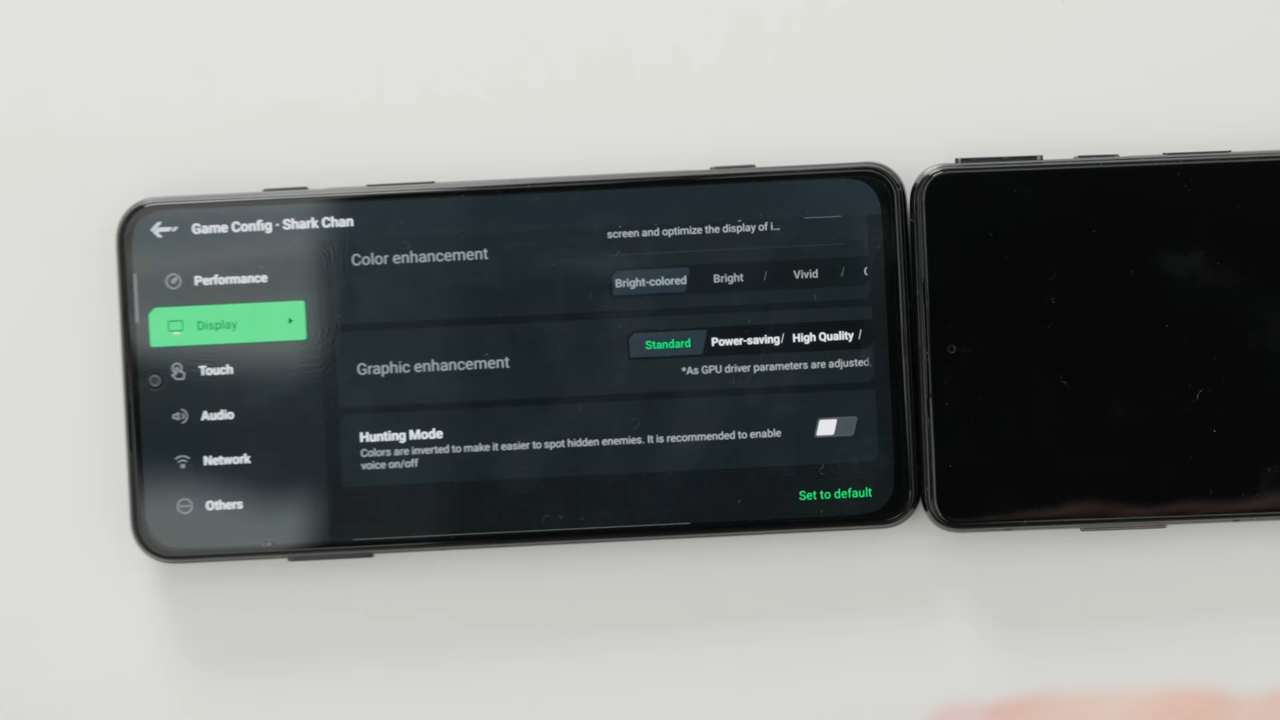 Game Config - Shark Chan
Performance
Display
Touch
Audio
Network
Others
screen and optimize the display of i...
Color enhancement
Bright-colored Bright / Vivid /
Graphic enhancement
Standard Power-saving/ High Quality /
*As GPU driver parameters are adjusted
Hunting Mode
Colors are inverted to make it easier to spot hidden enemies. It is recommended to enable
voice on/off
Set to default